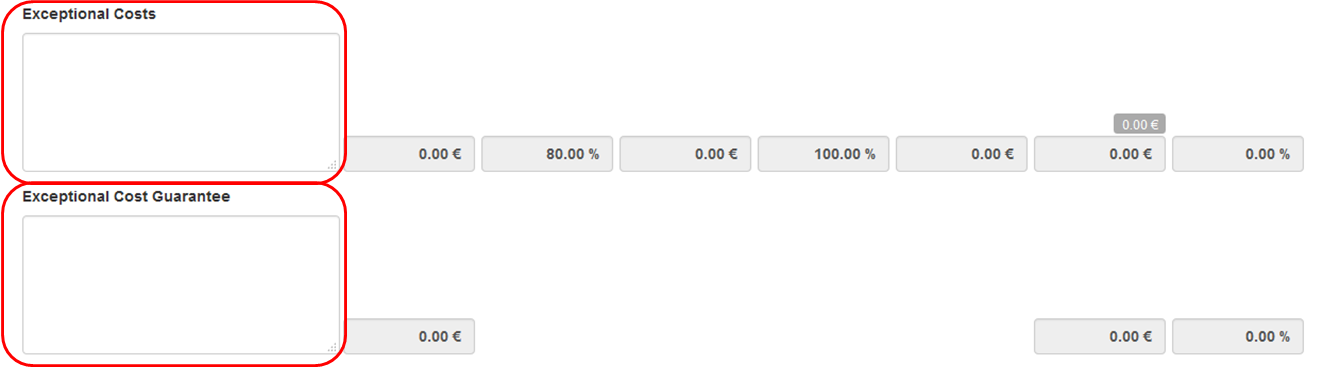 Exceptional Costs
0.00 €
0.00 € 80.00 % 0.00 € 100.00 % 0.00 € 0.00 € 0.00 %
Exceptional Cost Guarantee
0.00 € 0.00 € 0.00 %